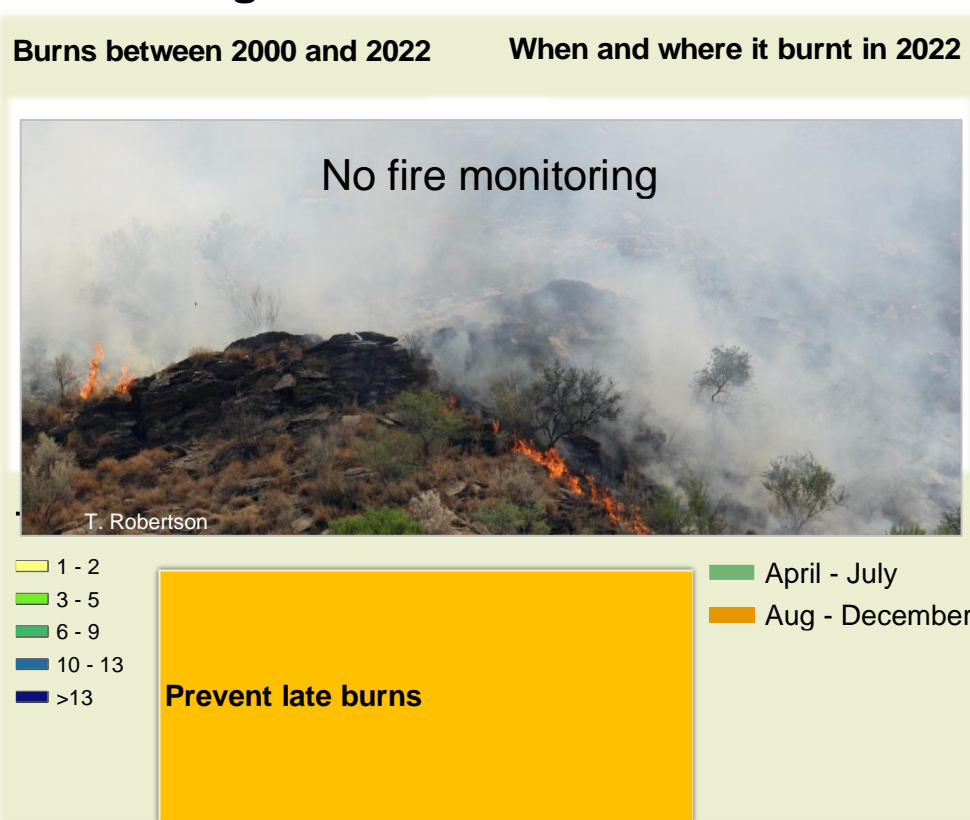 Burns between 2000 and 2022
When and where it burnt in 2022
No fire monitoring
T. Robertson
1 - 2
3 - 5
6 - 9
10 - 13
>13
April - July
Aug - December
Prevent late burns